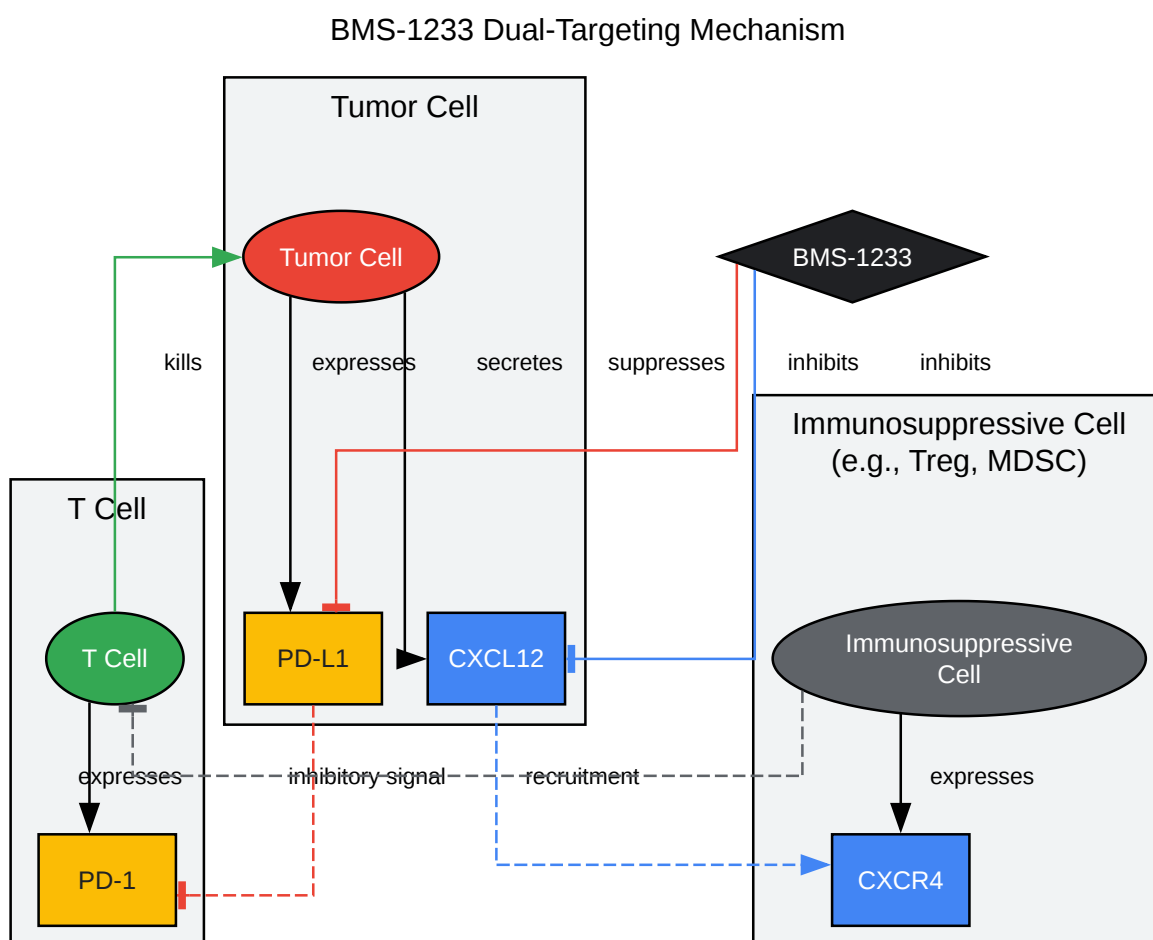 BMS-1233 Dual-Targeting Mechanism
Tumor Cell
Tumor Cell
BMS-1233
kills
expresses
secretes
suppresses
inhibits
inhibits
Immunosuppressive Cell
(e.g., Treg, MDSC)
T Cell
T Cell
PD-L1
CXCL12
Immunosuppressive
Cell
expresses
inhibitory signal
recruitment
expresses
PD-1
CXCR4